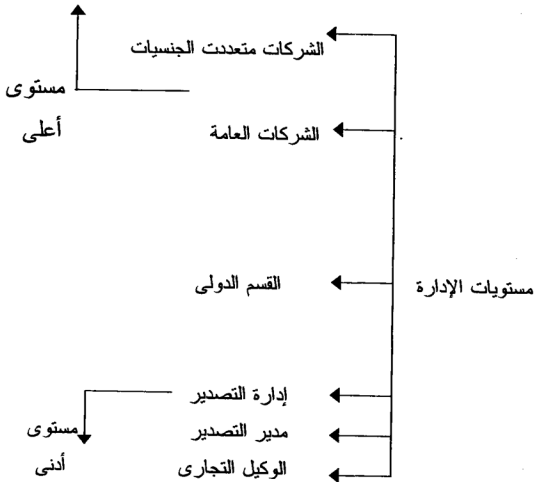 الشركات متعددت الجنسيات
مستوى
أعلى
الشركات العامة
مستويات الإدارة
القسم الدولى
إدارة التصدير
مستوى
أدنى
مدير التصدير
الوكيل التجارى